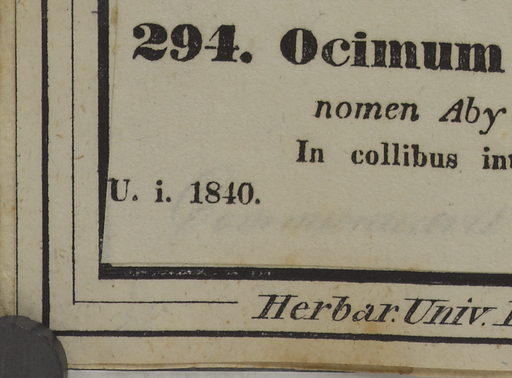 294. Ocimum
nomen Aby
In collibus int
U. i. 1840.
Herbar. Univ.